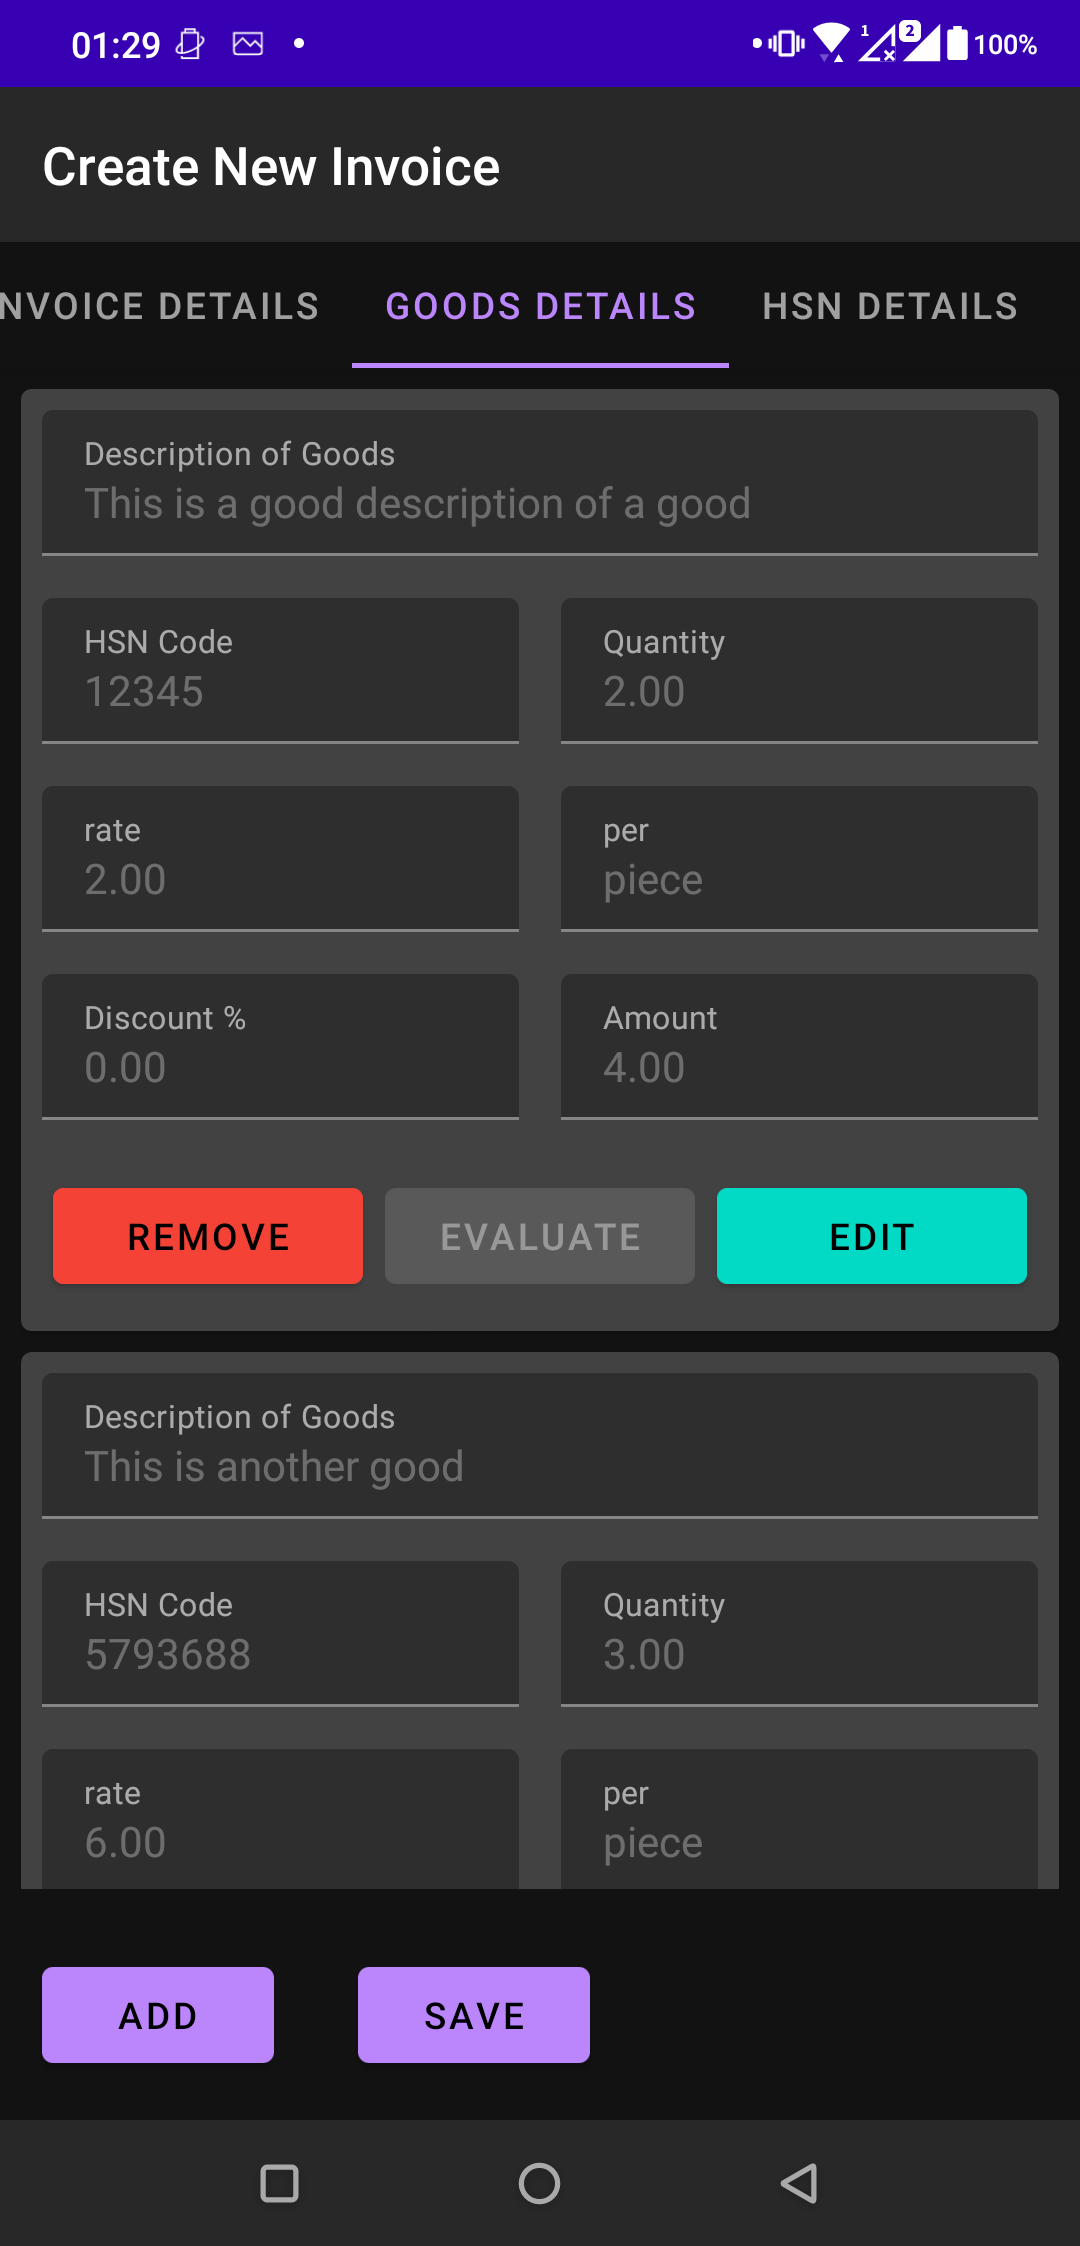 01:29
1 2 100%
Create New Invoice
NVOICE DETAILS GOODS DETAILS HSN DETAILS
Description of Goods
This is a good description of a good
HSN Code Quantity
12345 2.00
rate per
2.00 piece
Discount % Amount
0.00 4.00
REMOVE EVALUATE EDIT
Description of Goods
This is another good
HSN Code Quantity
5793688 3.00
rate per
6.00 piece
ADD SAVE